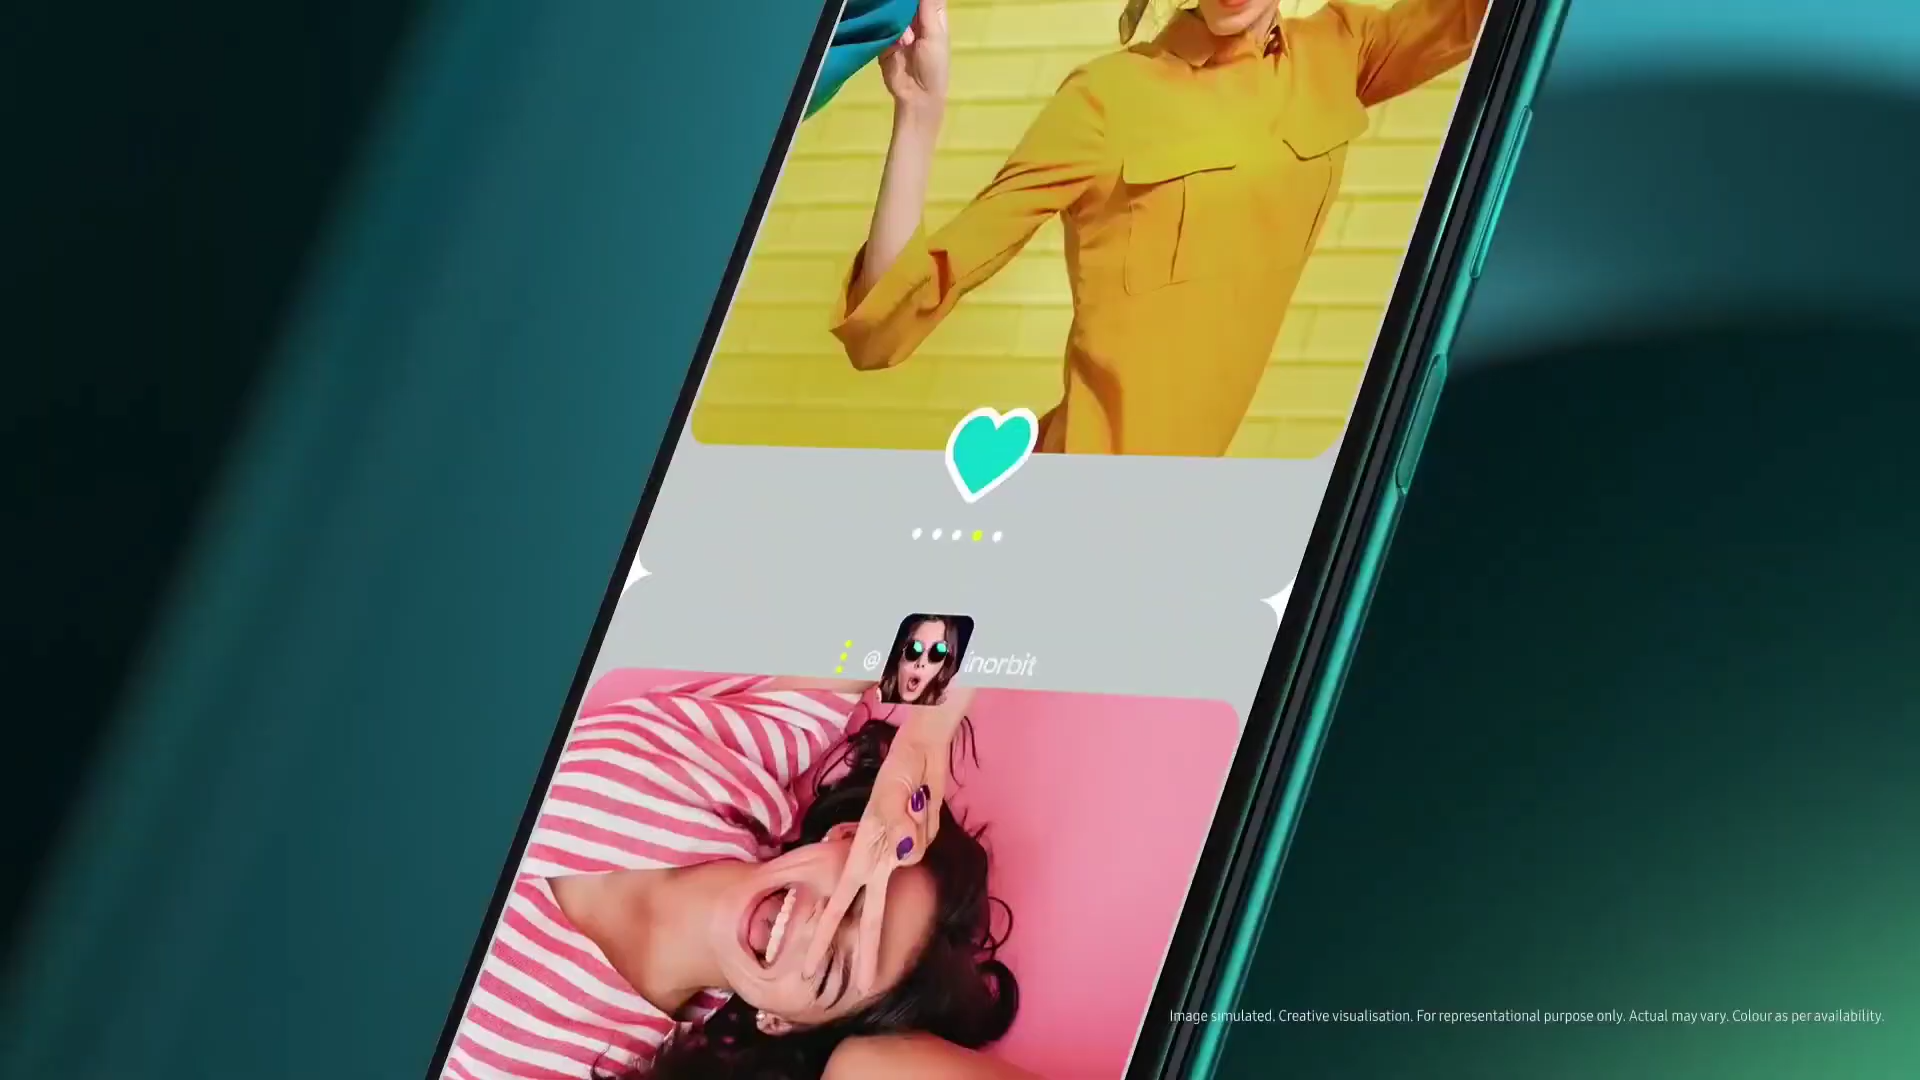 @ inorbit
Image simulated. Creative visualisation. For representational purpose only. Actual may vary. Colour as per availability.